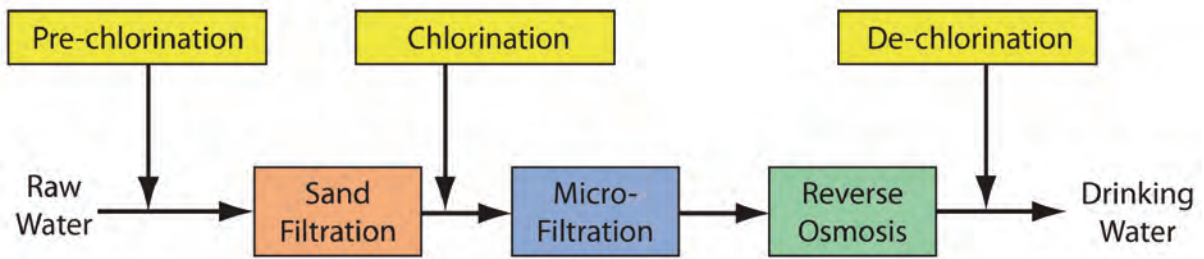 Pre-chlorination
Chlorination
De-chlorination
Raw
Water
Sand
Filtration
Micro-
Filtration
Reverse
Osmosis
Drinking
Water